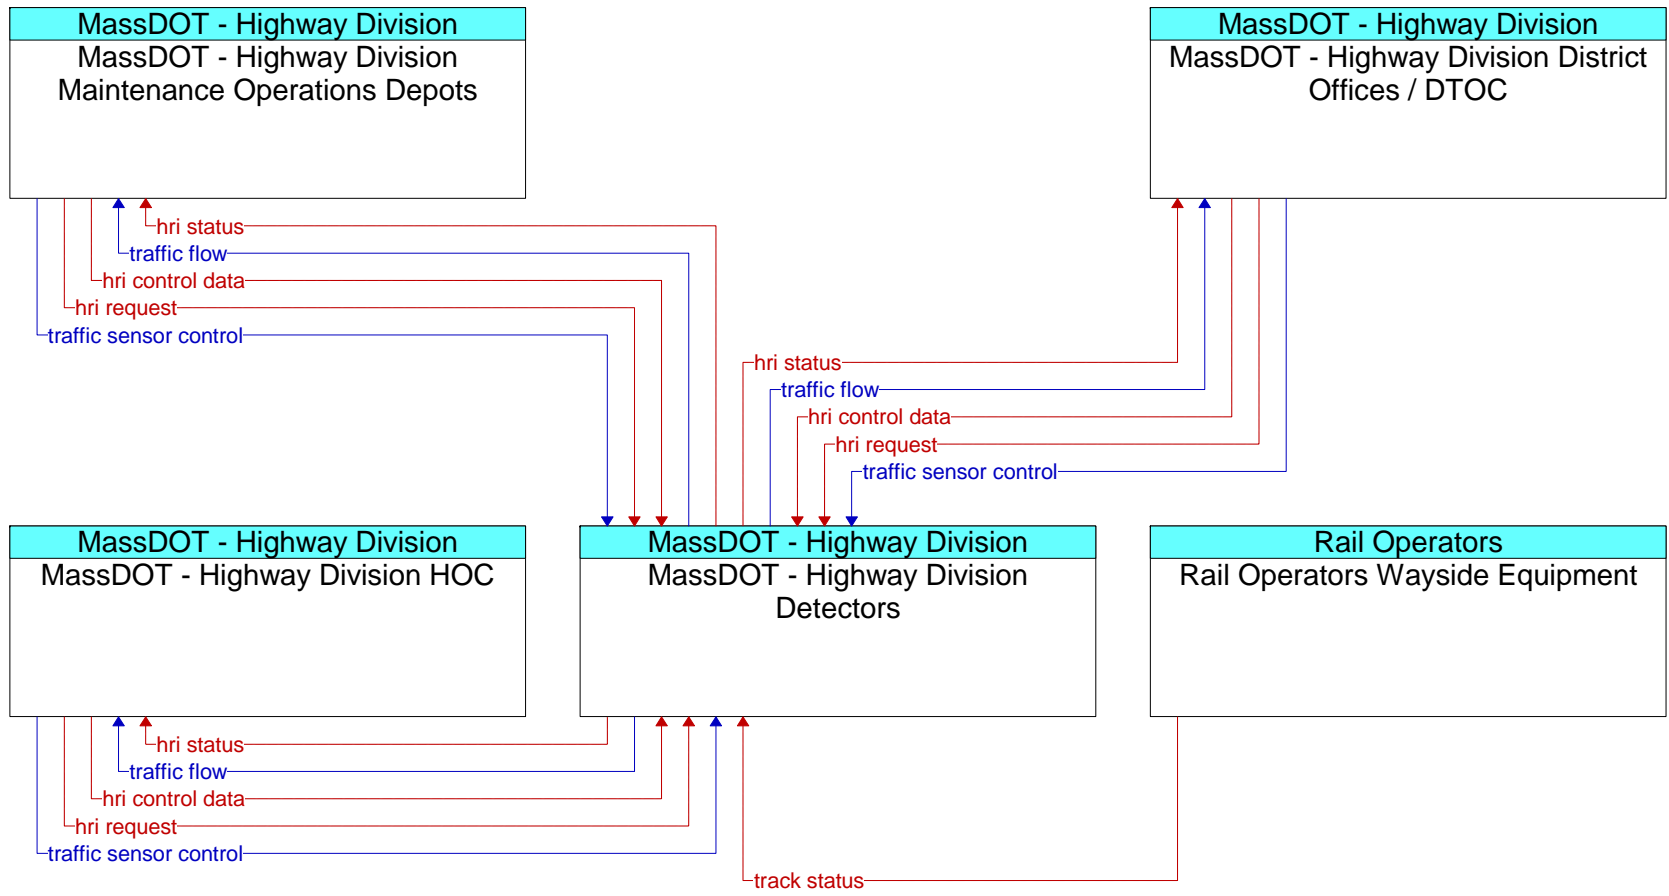 MassDOT - Highway Division
MassDOT - Highway Division
Maintenance Operations Depots
MassDOT - Highway Division
MassDOT - Highway Division District
Offices / DTOC
hri status
traffic flow
hri control data
hri request
traffic sensor control
hri status
traffic flow
hri control data
hri request
traffic sensor control
MassDOT - Highway Division
MassDOT - Highway Division HOC
MassDOT - Highway Division
MassDOT - Highway Division
Detectors
Rail Operators
Rail Operators Wayside Equipment
hri status
traffic flow
hri control data
hri request
traffic sensor control
track status